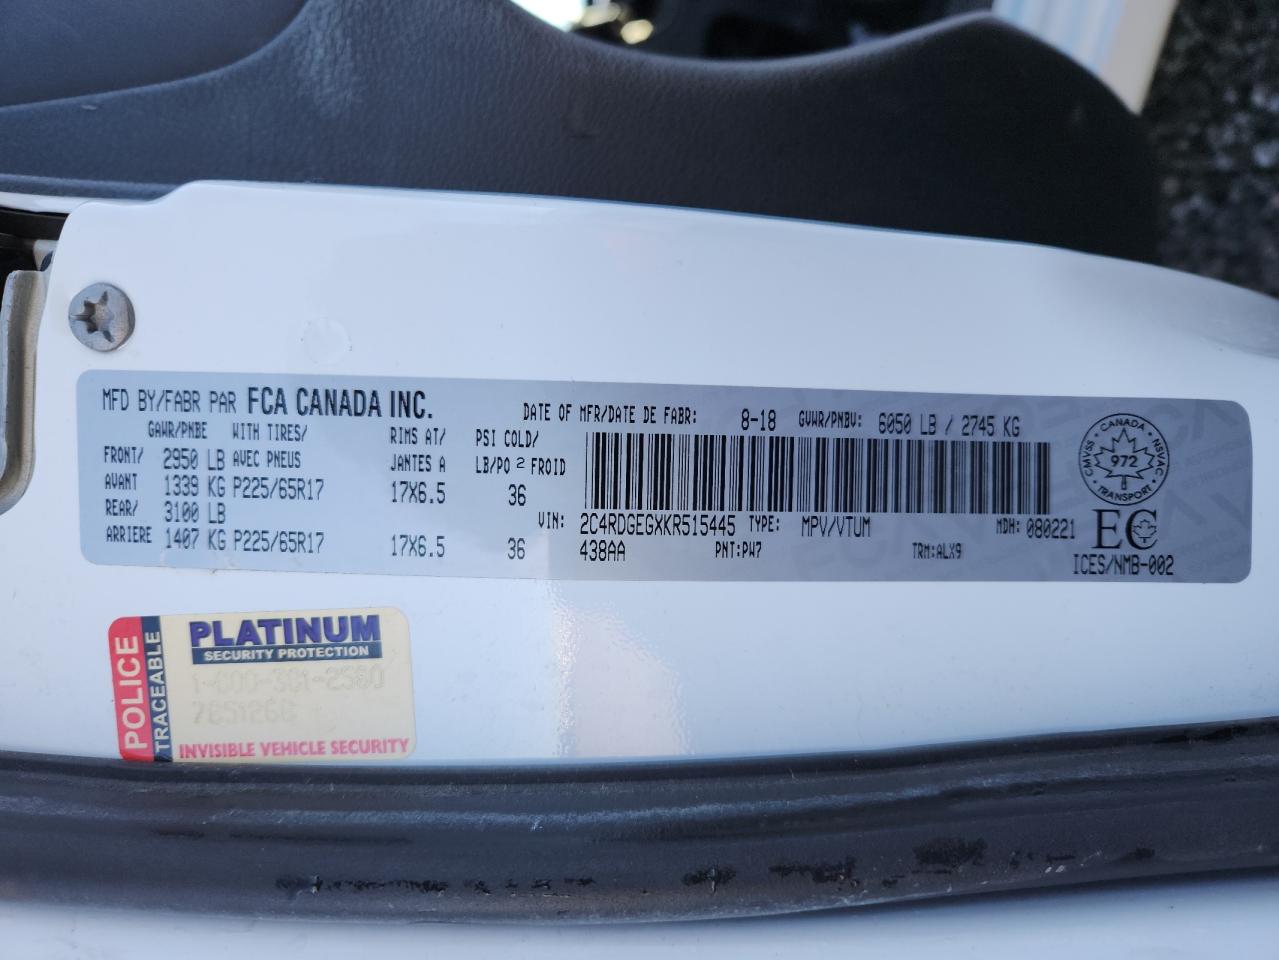 MFD BY/FABR PAR FCA CANADA INC.
DATE OF MFR/DATE DE FABR: 8-18 GVWR/PNBV: 6050 LB / 2745 KG
GAWR/PNBE WITH TIRES/ RIMS AT/ PSI COLD/
FRONT/ 2950 LB AVEC PNEUS JANTES A LB/PO 2 FROID
AVANT 1339 KG P225/65R17 17X6.5 36
REAR/ 3100 LB
ARRIERE 1407 KG P225/65R17 17X6.5 36
VIN: 2C4RDGEGXKR515445 TYPE: MPV/VTUM MDH: 080221
438AA PNT:PW7 TRM:ALX9
CANADA
CMVSS NSVAC
972
TRANSPORT
EC
ICES/NMB-002
POLICE
TRACEABLE
PLATINUM
SECURITY PROTECTION
INVISIBLE VEHICLE SECURITY